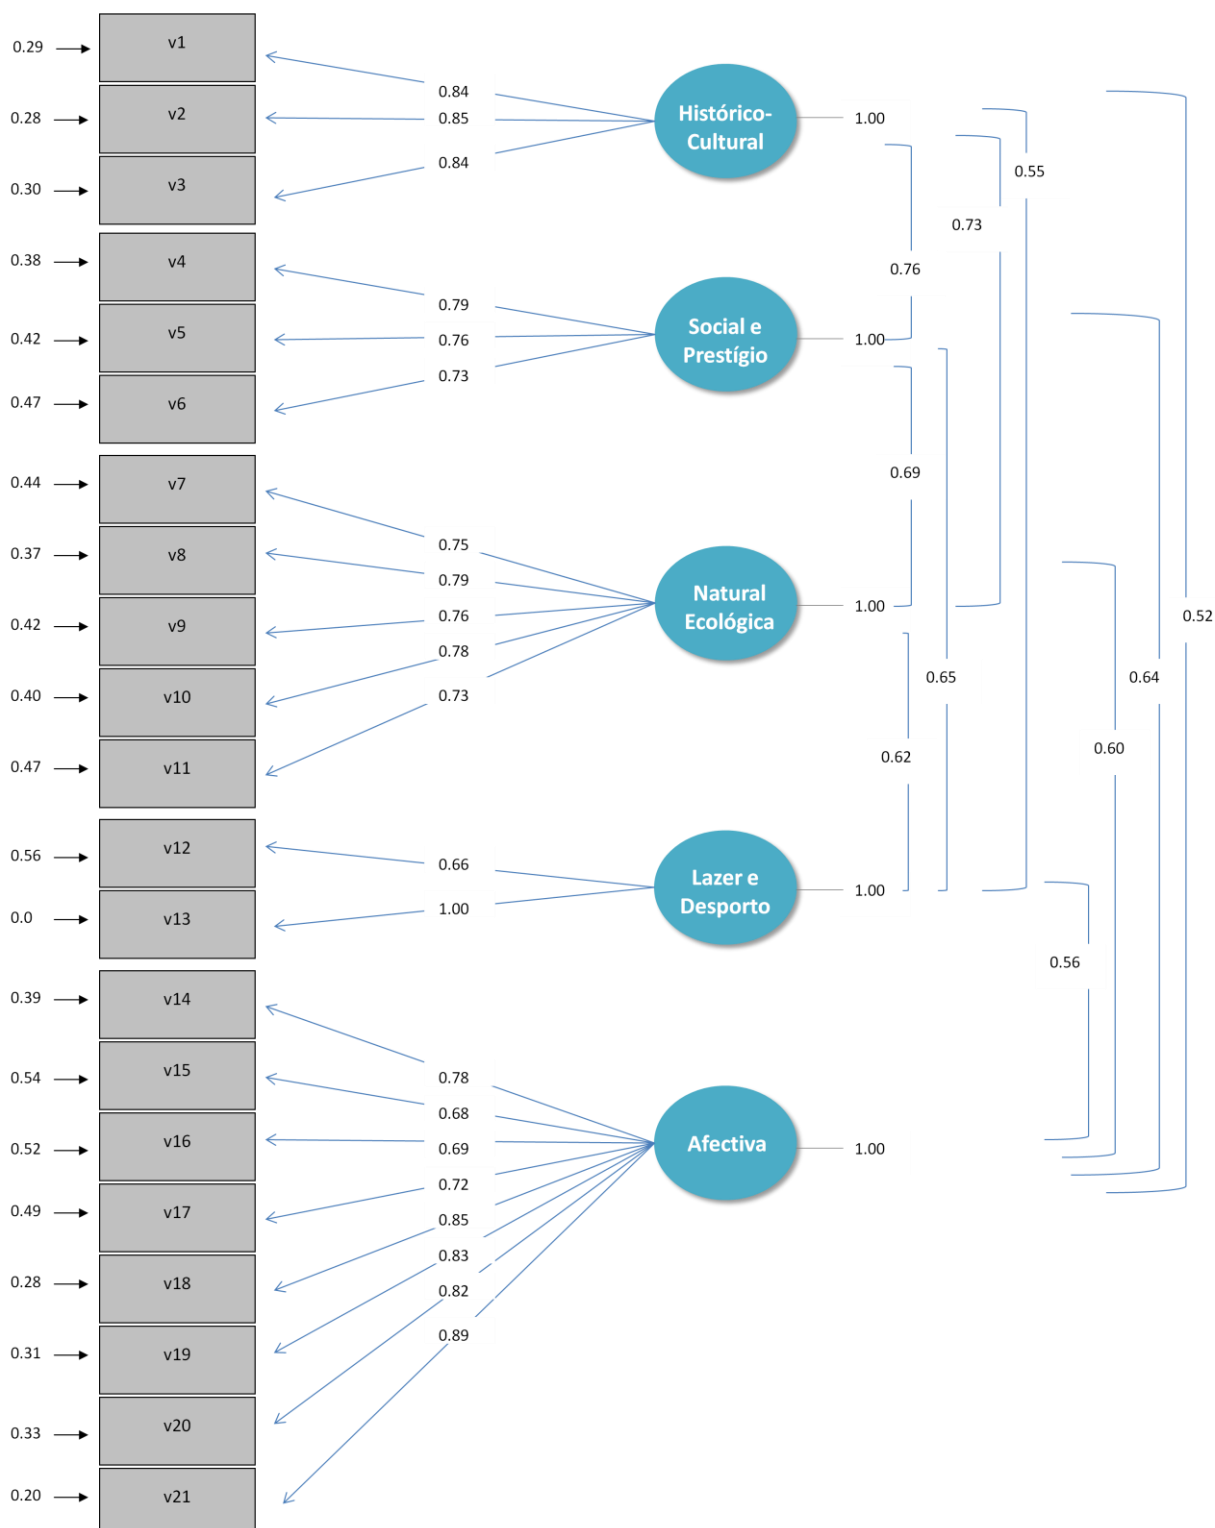 0.29
v1
0.84
Histórico-
Cultural
1.00
0.28
v2
0.85
0.55
0.30
v3
0.84
0.73
0.38
v4
0.79
0.76
Social e
Prestígio
1.00
0.42
v5
0.76
0.47
v6
0.73
0.69
0.44
v7
0.75
0.37
v8
0.79
Natural
Ecológica
1.00
0.52
0.42
v9
0.76
0.40
v10
0.78
0.65
0.64
0.47
v11
0.73
0.62
0.60
0.56
v12
0.66
Lazer e
Desporto
1.00
0.0
v13
1.00
0.56
0.39
v14
0.78
0.54
v15
0.68
0.52
v16
0.69
Afectiva
1.00
0.49
v17
0.72
0.28
v18
0.85
0.31
v19
0.83
0.33
v20
0.82
0.20
v21
0.89